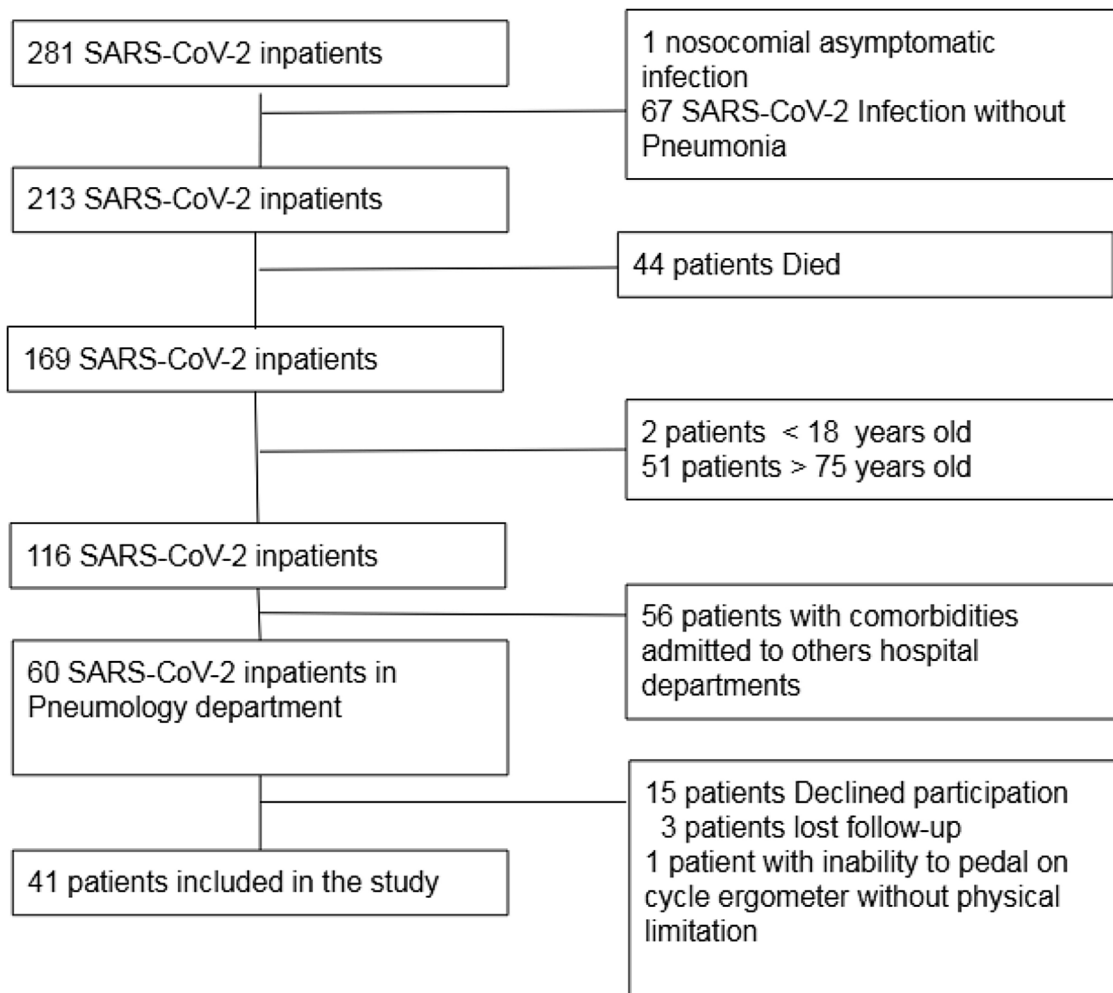 281 SARS-CoV-2 inpatients
1 nosocomial asymptomatic
infection
67 SARS-CoV-2 Infection without
Pneumonia
213 SARS-CoV-2 inpatients
44 patients Died
169 SARS-CoV-2 inpatients
2 patients < 18 years old
51 patients > 75 years old
116 SARS-CoV-2 inpatients
56 patients with comorbidities
admitted to others hospital
departments
60 SARS-CoV-2 inpatients in
Pneumology department
15 patients Declined participation
3 patients lost follow-up
1 patient with inability to pedal on
cycle ergometer without physical
limitation
41 patients included in the study